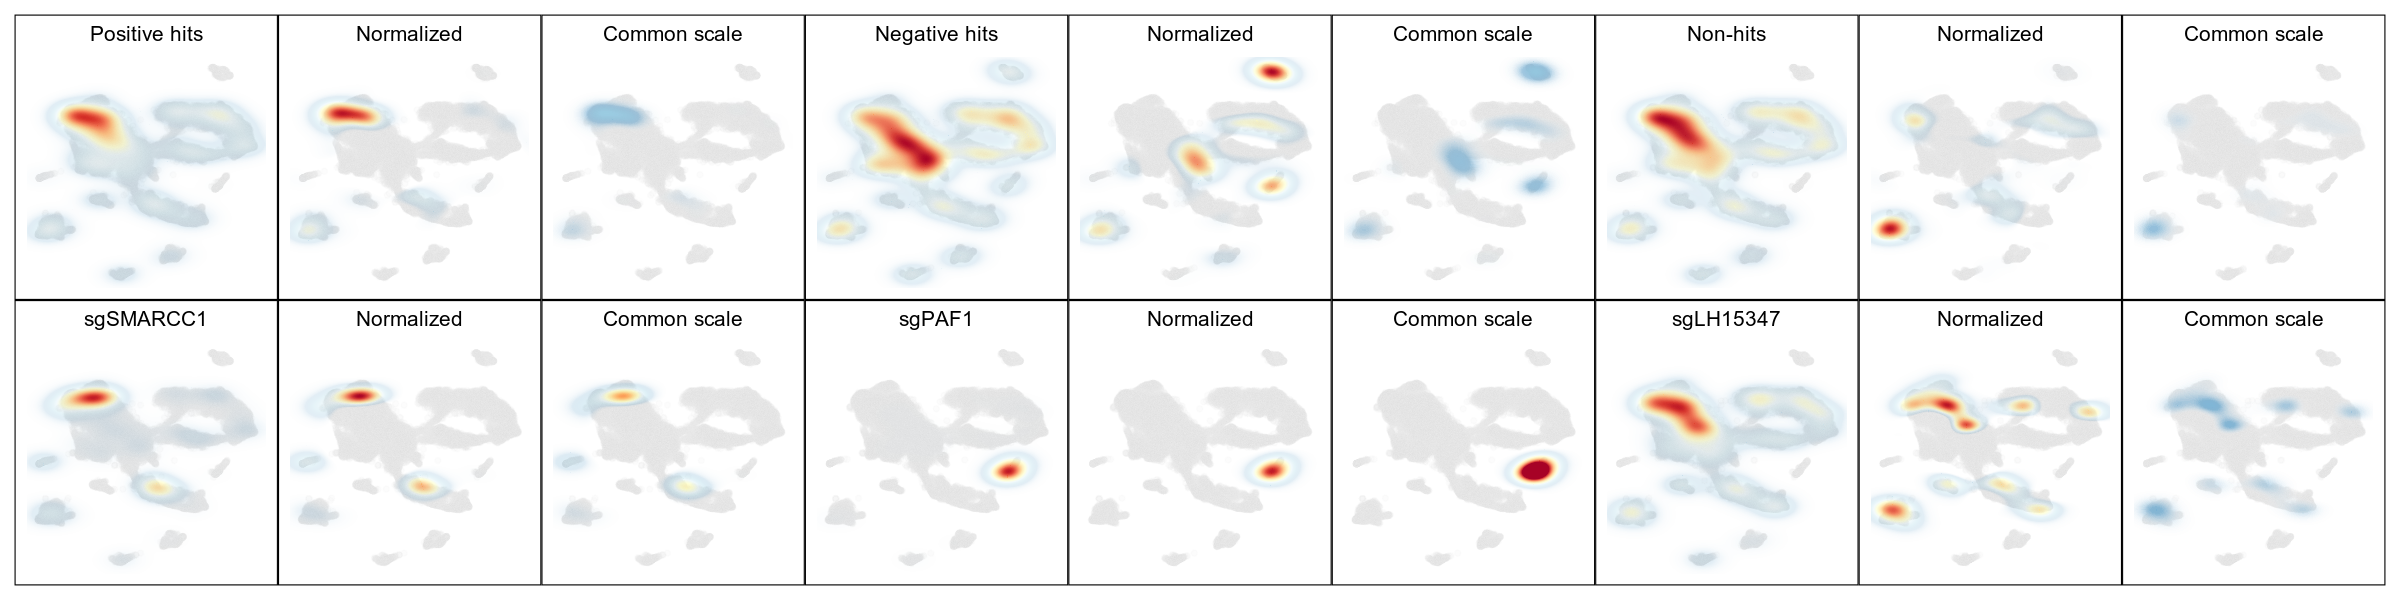 Positive hits
Normalized
Common scale
Negative hits
Normalized
Common scale
Non-hits
Normalized
Common scale
sgSMARCC1
Normalized
Common scale
sgPAF1
Normalized
Common scale
sgLH15347
Normalized
Common scale